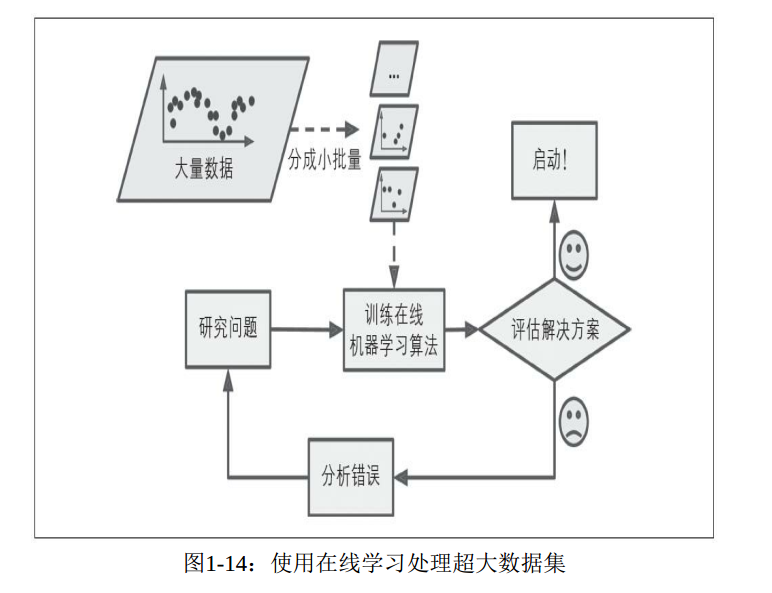 ...
大量数据
分成小批量
启动!
研究问题
训练在线
机器学习算法
评估解决方案
分析错误
图1-14：使用在线学习处理超大数据集